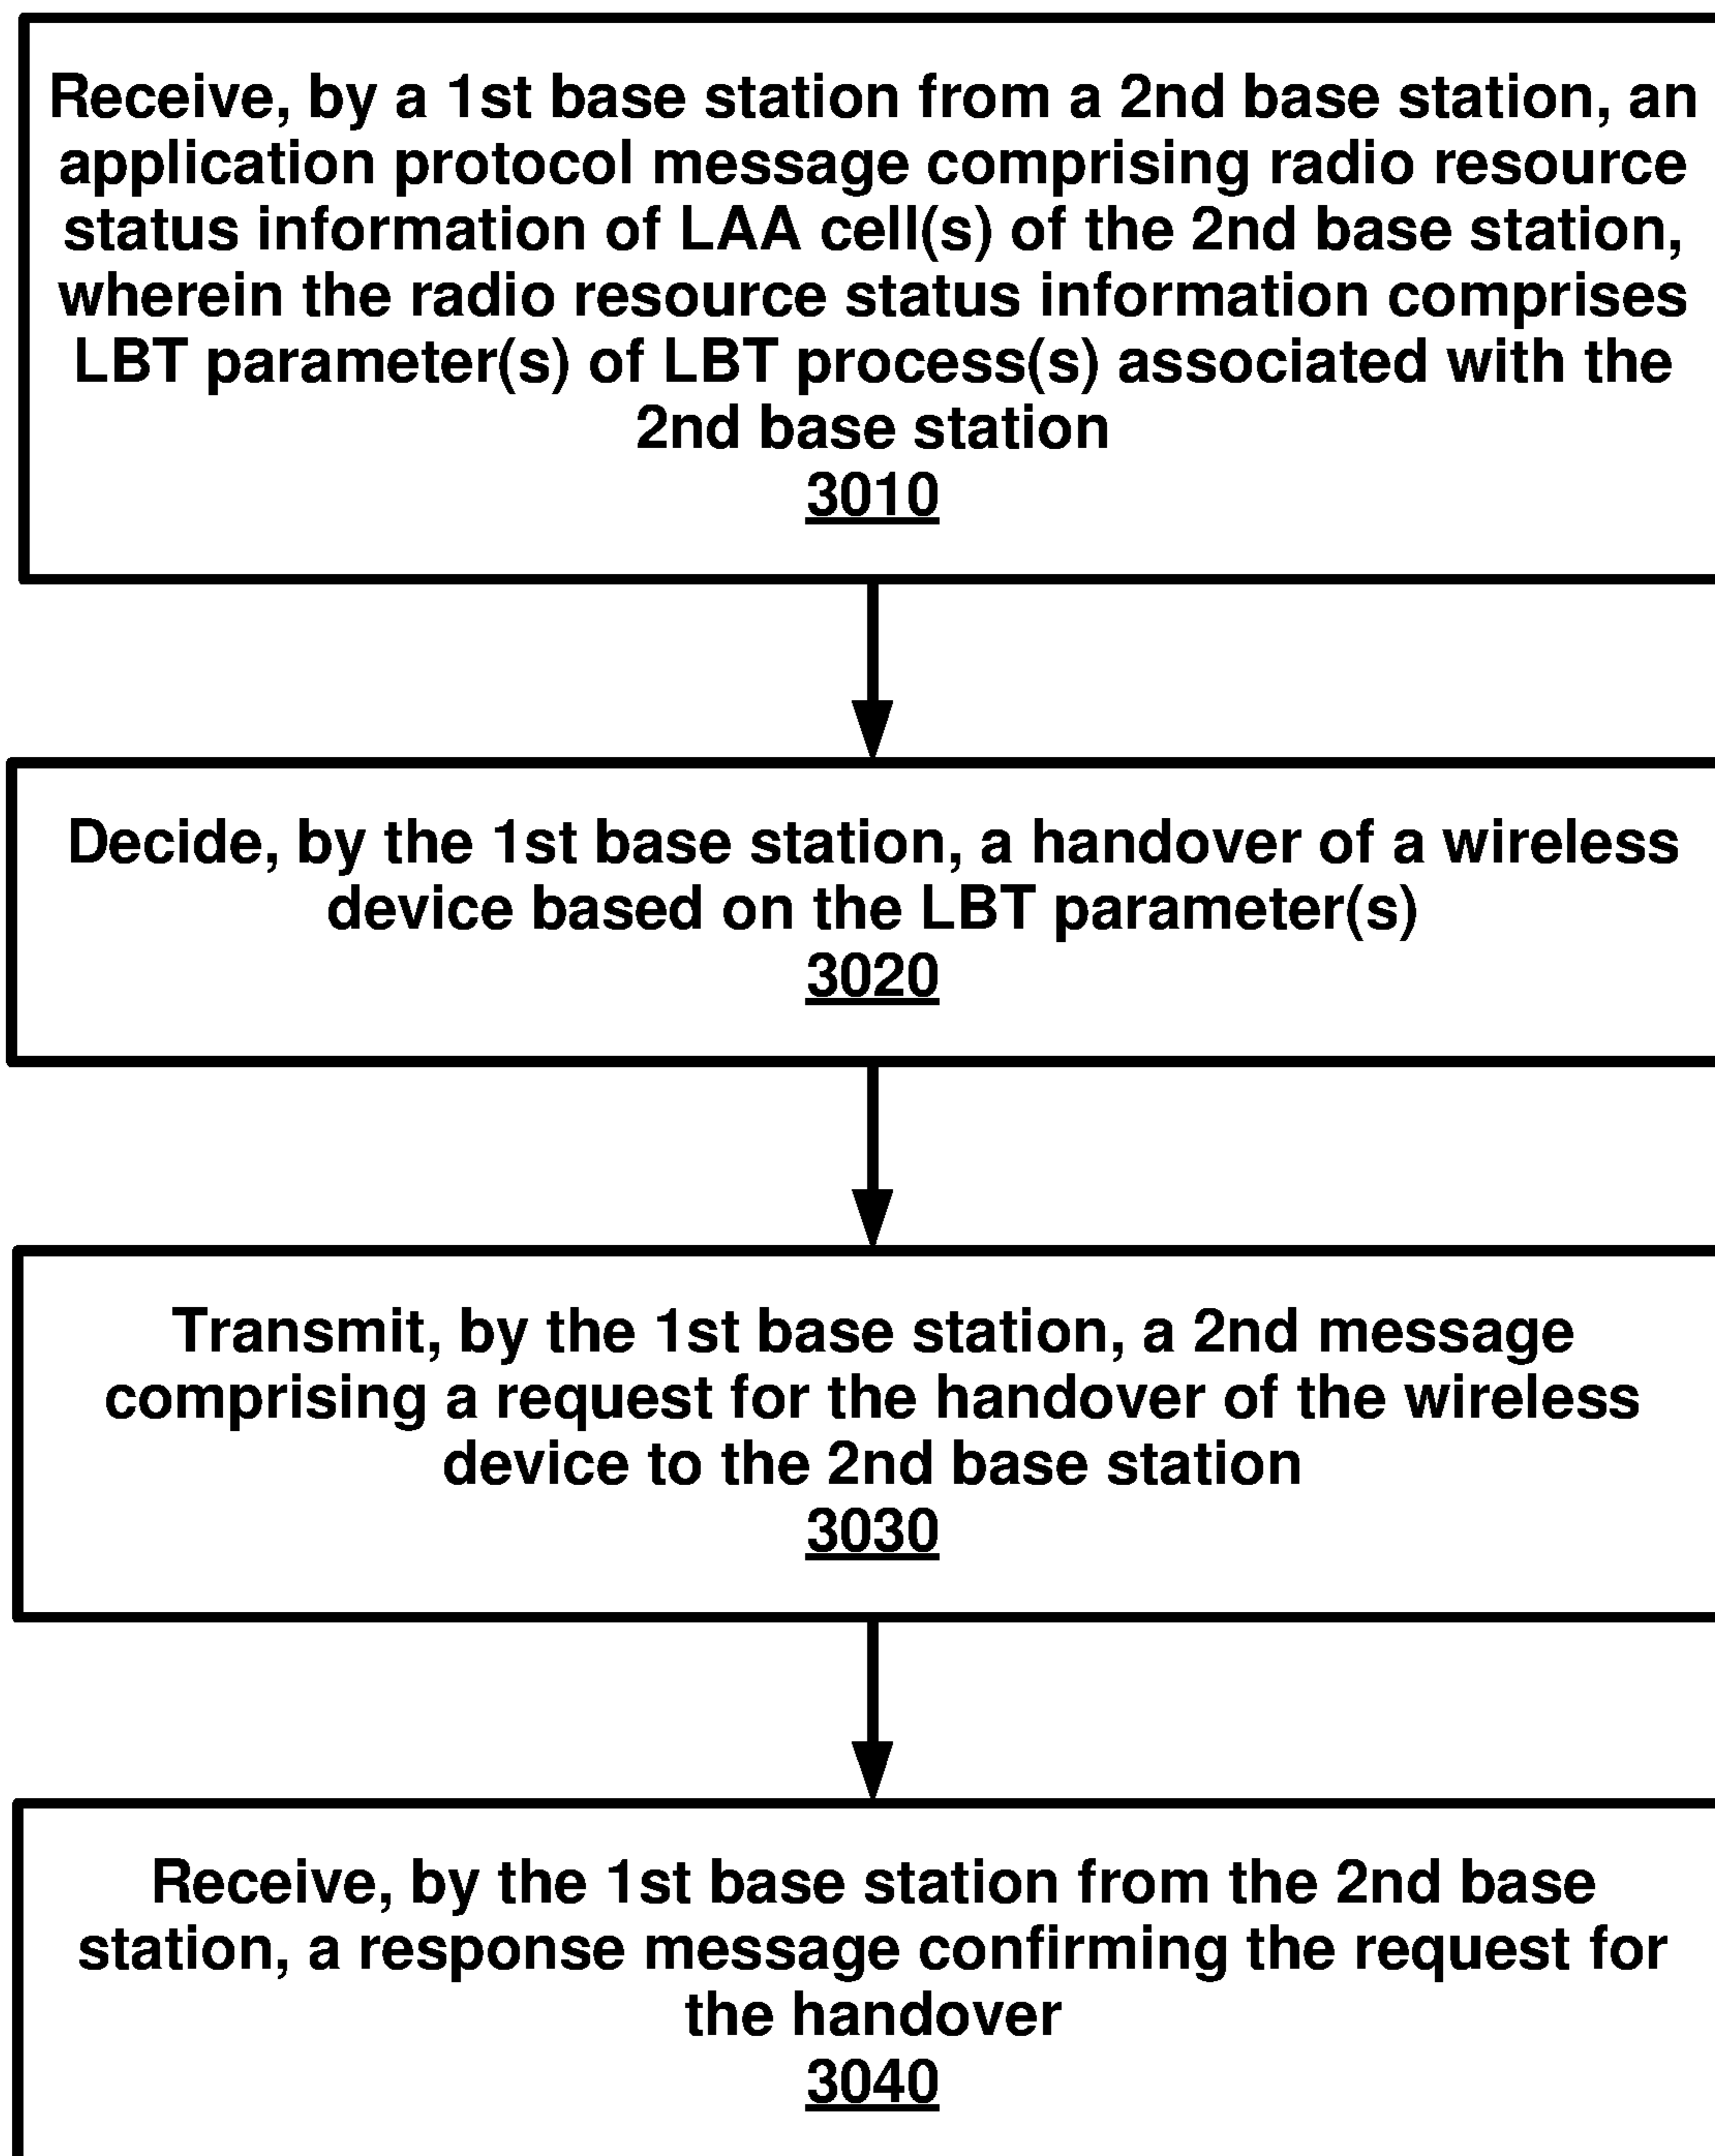 Receive, by a 1st base station from a 2nd base station, an
application protocol message comprising radio resource
status information of LAA cell(s) of the 2nd base station,
wherein the radio resource status information comprises
LBT parameter(s) of LBT process(s) associated with the
2nd base station
3010
Decide, by the 1st base station, a handover of a wireless
device based on the LBT parameter(s)
3020
Transmit, by the 1st base station, a 2nd message
comprising a request for the handover of the wireless
device to the 2nd base station
3030
Receive, by the 1st base station from the 2nd base
station, a response message confirming the request for
the handover
3040